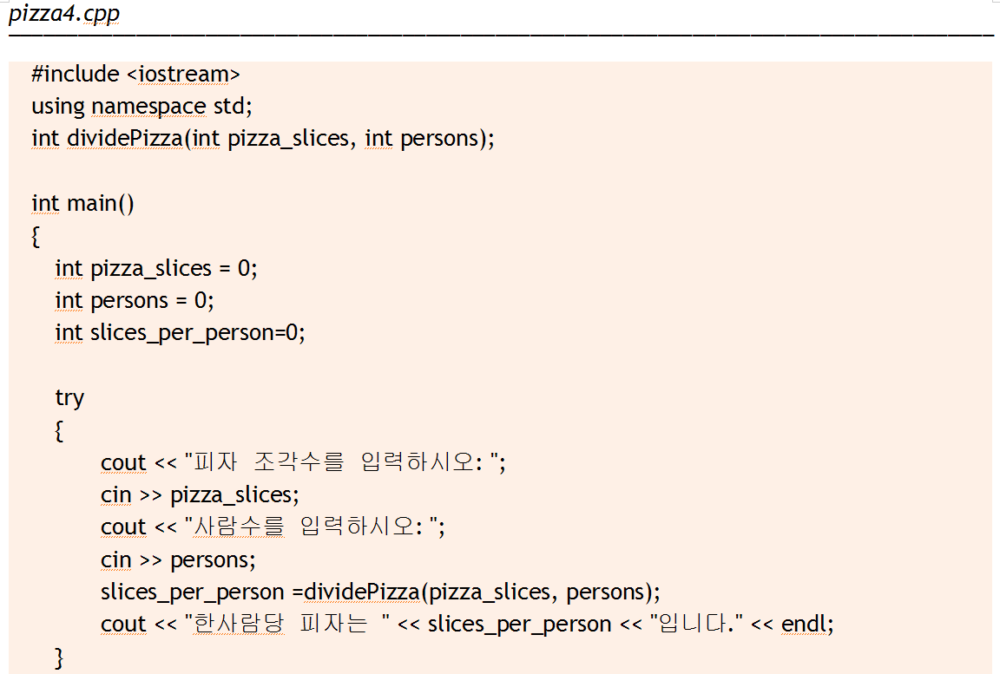 pizza4.cpp
#include <iostream>
using namespace std;
int dividePizza(int pizza_slices, int persons);
int main()
{
int pizza_slices = 0;
int persons = 0;
int slices_per_person=0;
try
{
cout << "피자 조각수를 입력하시오: ";
cin >> pizza_slices;
cout << "사람수를 입력하시오: ";
cin >> persons;
slices_per_person =dividePizza(pizza_slices, persons);
cout << "한사람당 피자는 " << slices_per_person << "입니다." << endl;
}